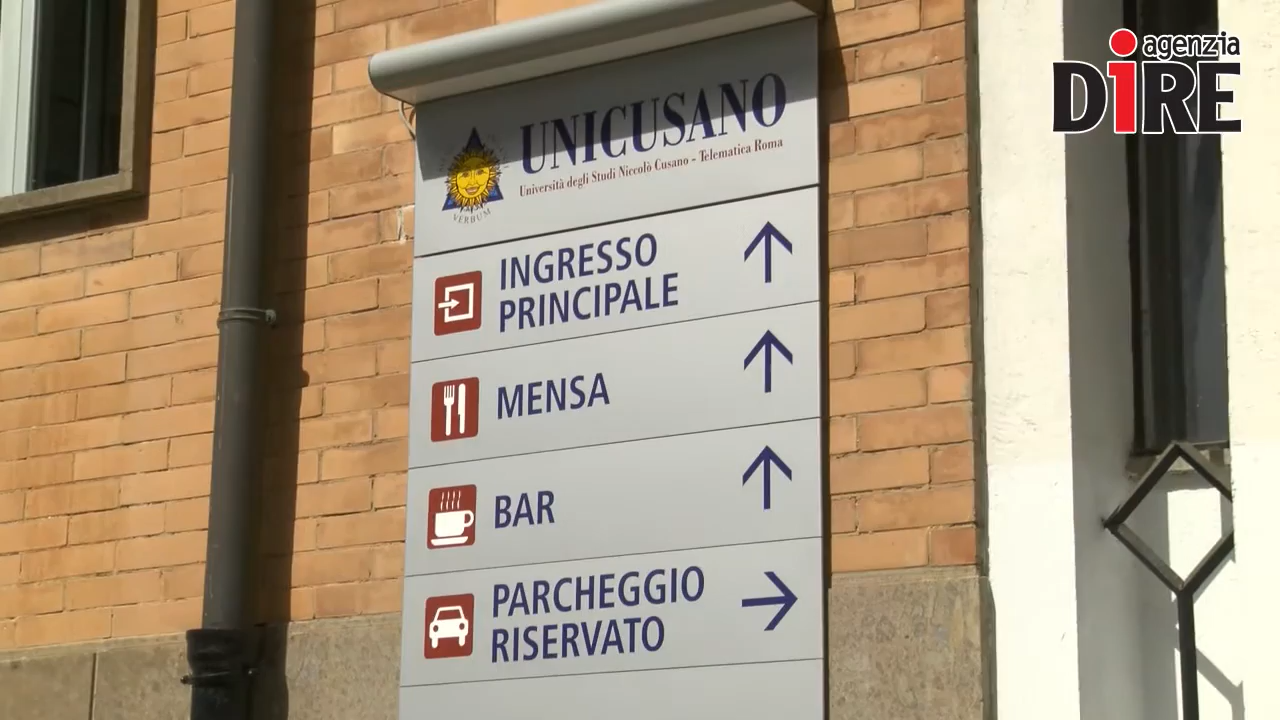 agenzia
DiRE
UNICUSANO
Università degli Studi Niccolò Cusano - Telematica Roma
VERBUM
INGRESSO
PRINCIPALE
MENSA
BAR
PARCHEGGIO
RISERVATO